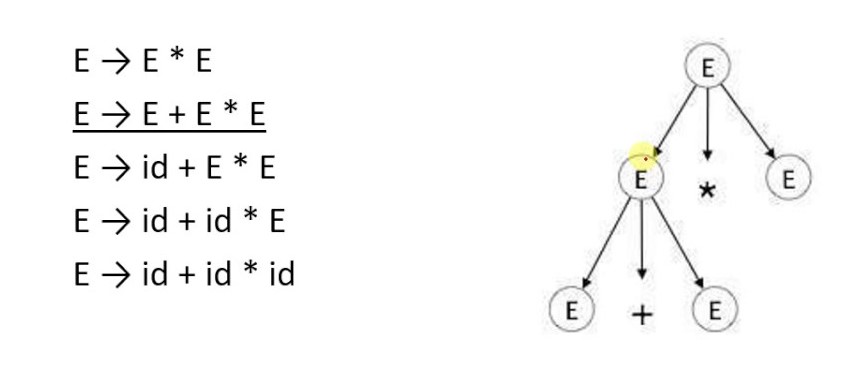 E → E * E
E → E + E * E
E → id + E * E
E → id + id * E
E → id + id * id
E
E * E
E + E